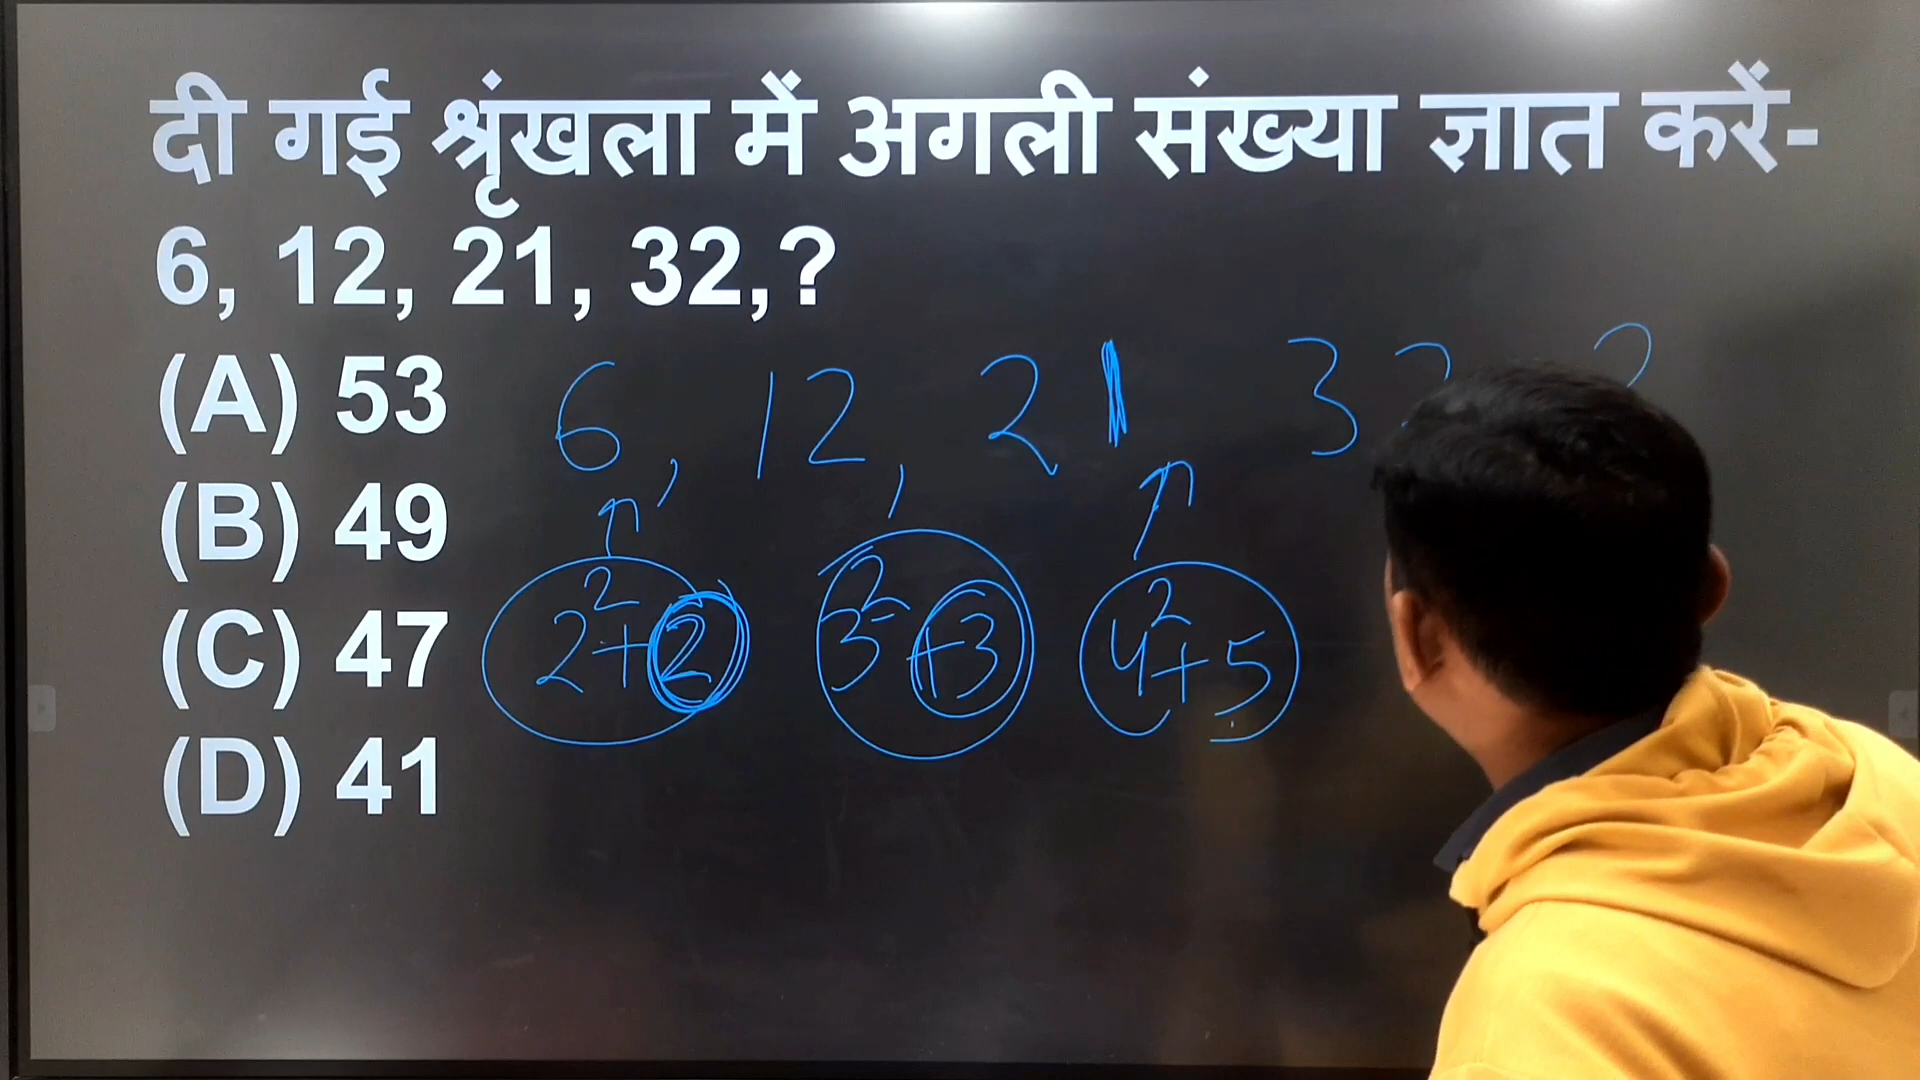 दी गई श्रृंखला में अगली संख्या ज्ञात करें-
6, 12, 21, 32,?
(A) 53
(B) 49
(C) 47
(D) 41
6, 12, 21 32 ?
2²+2 3²+3 4²+5